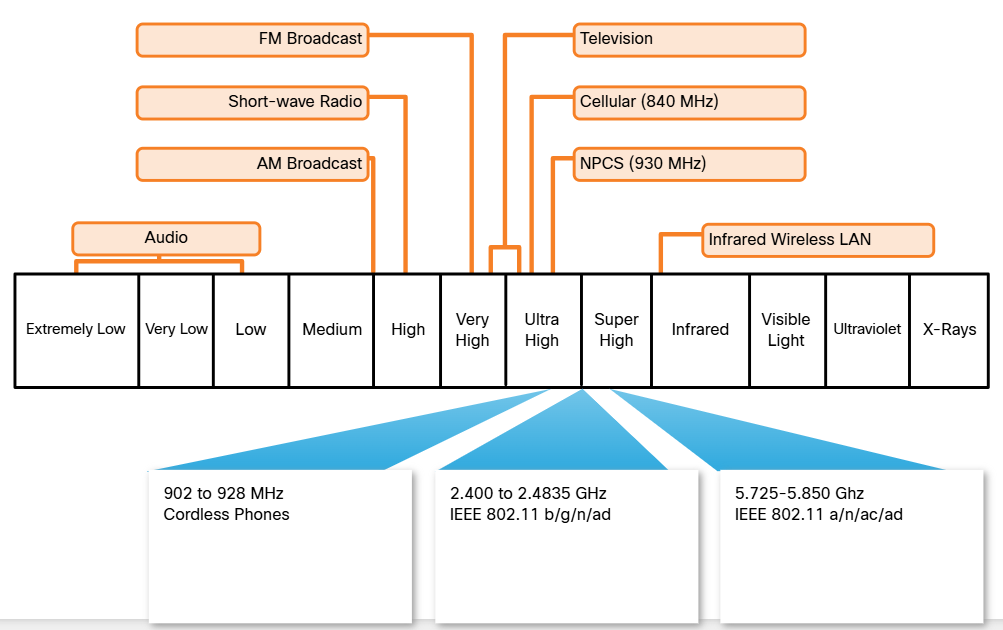 FM Broadcast
Television
Short-wave Radio
Cellular (840 MHz)
AM Broadcast
NPCS (930 MHz)
Audio
Infrared Wireless LAN
Extremely Low
Very Low
Low
Medium
High
Very
High
Ultra
High
Super
High
Infrared
Visible
Light
Ultraviolet
X-Rays
902 to 928 MHz
Cordless Phones
2.400 to 2.4835 GHz
IEEE 802.11 b/g/n/ad
5.725-5.850 Ghz
IEEE 802.11 a/n/ac/ad